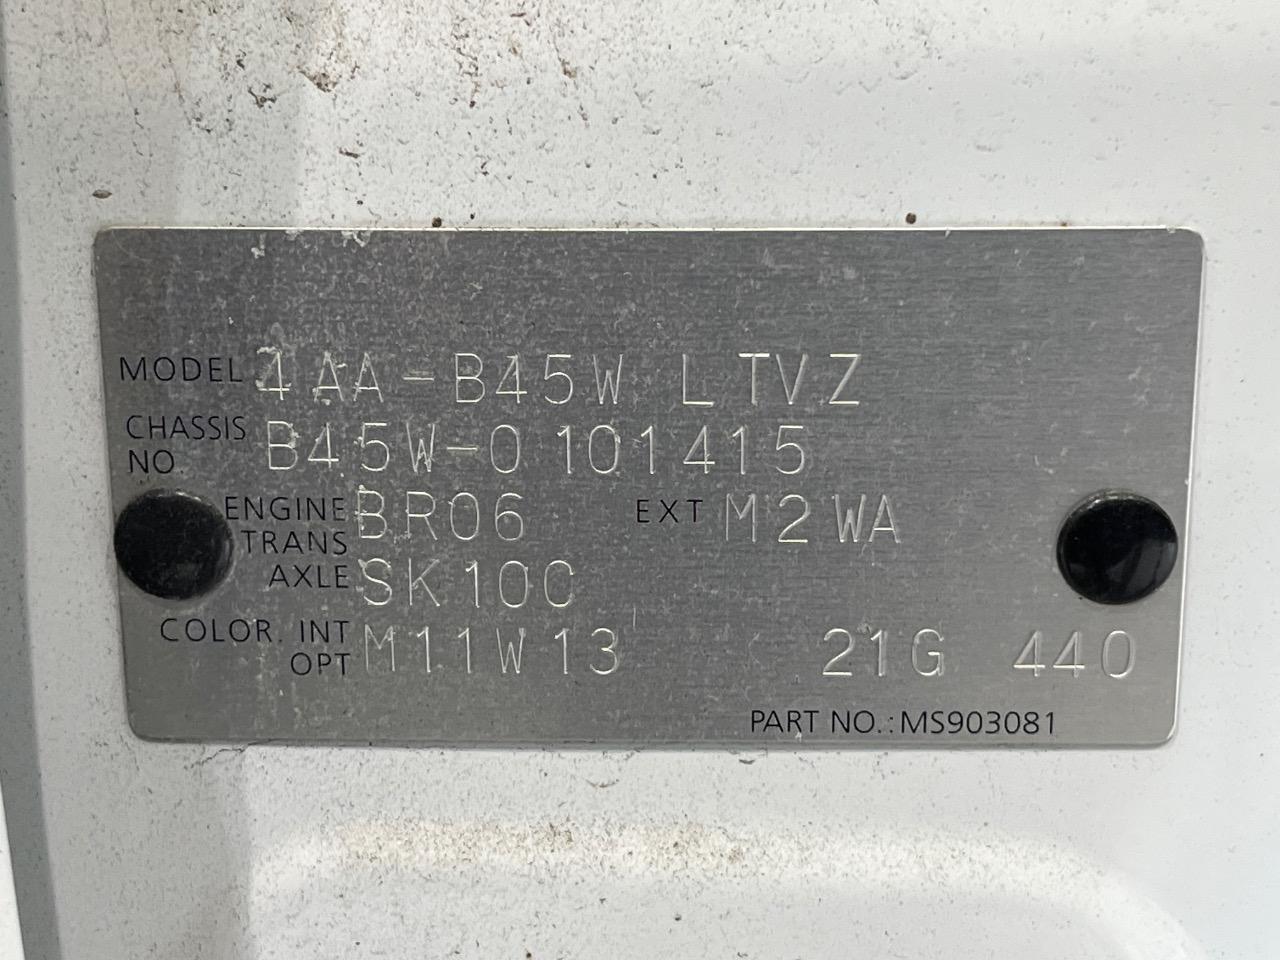 MODEL 4AA-B45W LTVZ
CHASSIS NO. B45W-0101415
ENGINE BR06 EXT M2WA
TRANS AXLE SK10C
COLOR. INT OPT M11W13 21G 440
PART NO.: MS903081